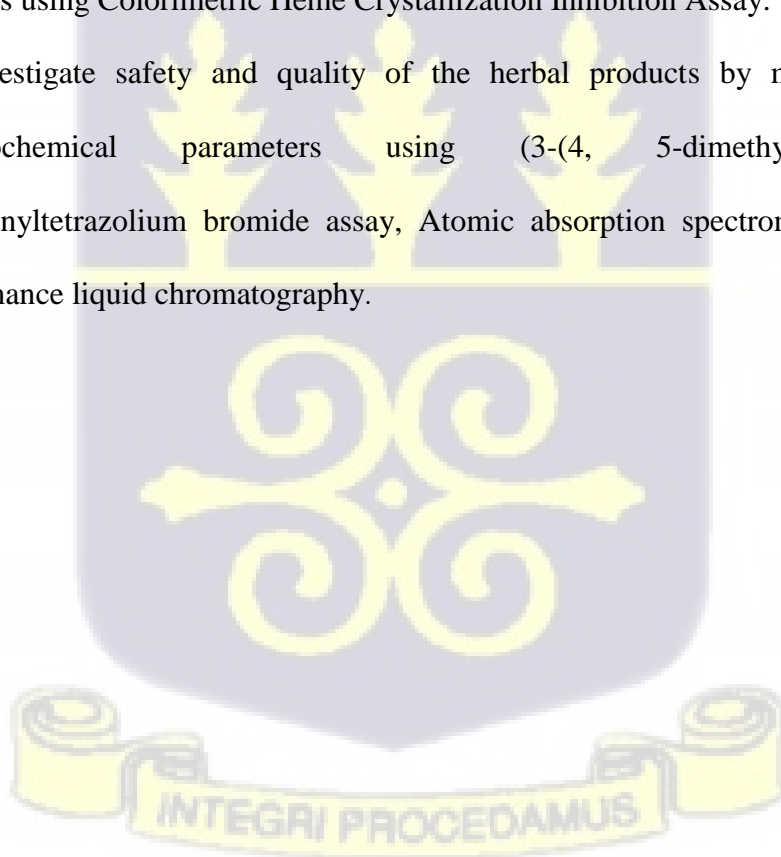 s using Colorimetric Heme Crystallization Inhibition Assay.
estigate safety and quality of the herbal products by
ochemical parameters using (3-(4, 5-dimethy
nyltetrazolium bromide assay, Atomic absorption spectron
nance liquid chromatography.
INTEGRI PROCEDAMUS